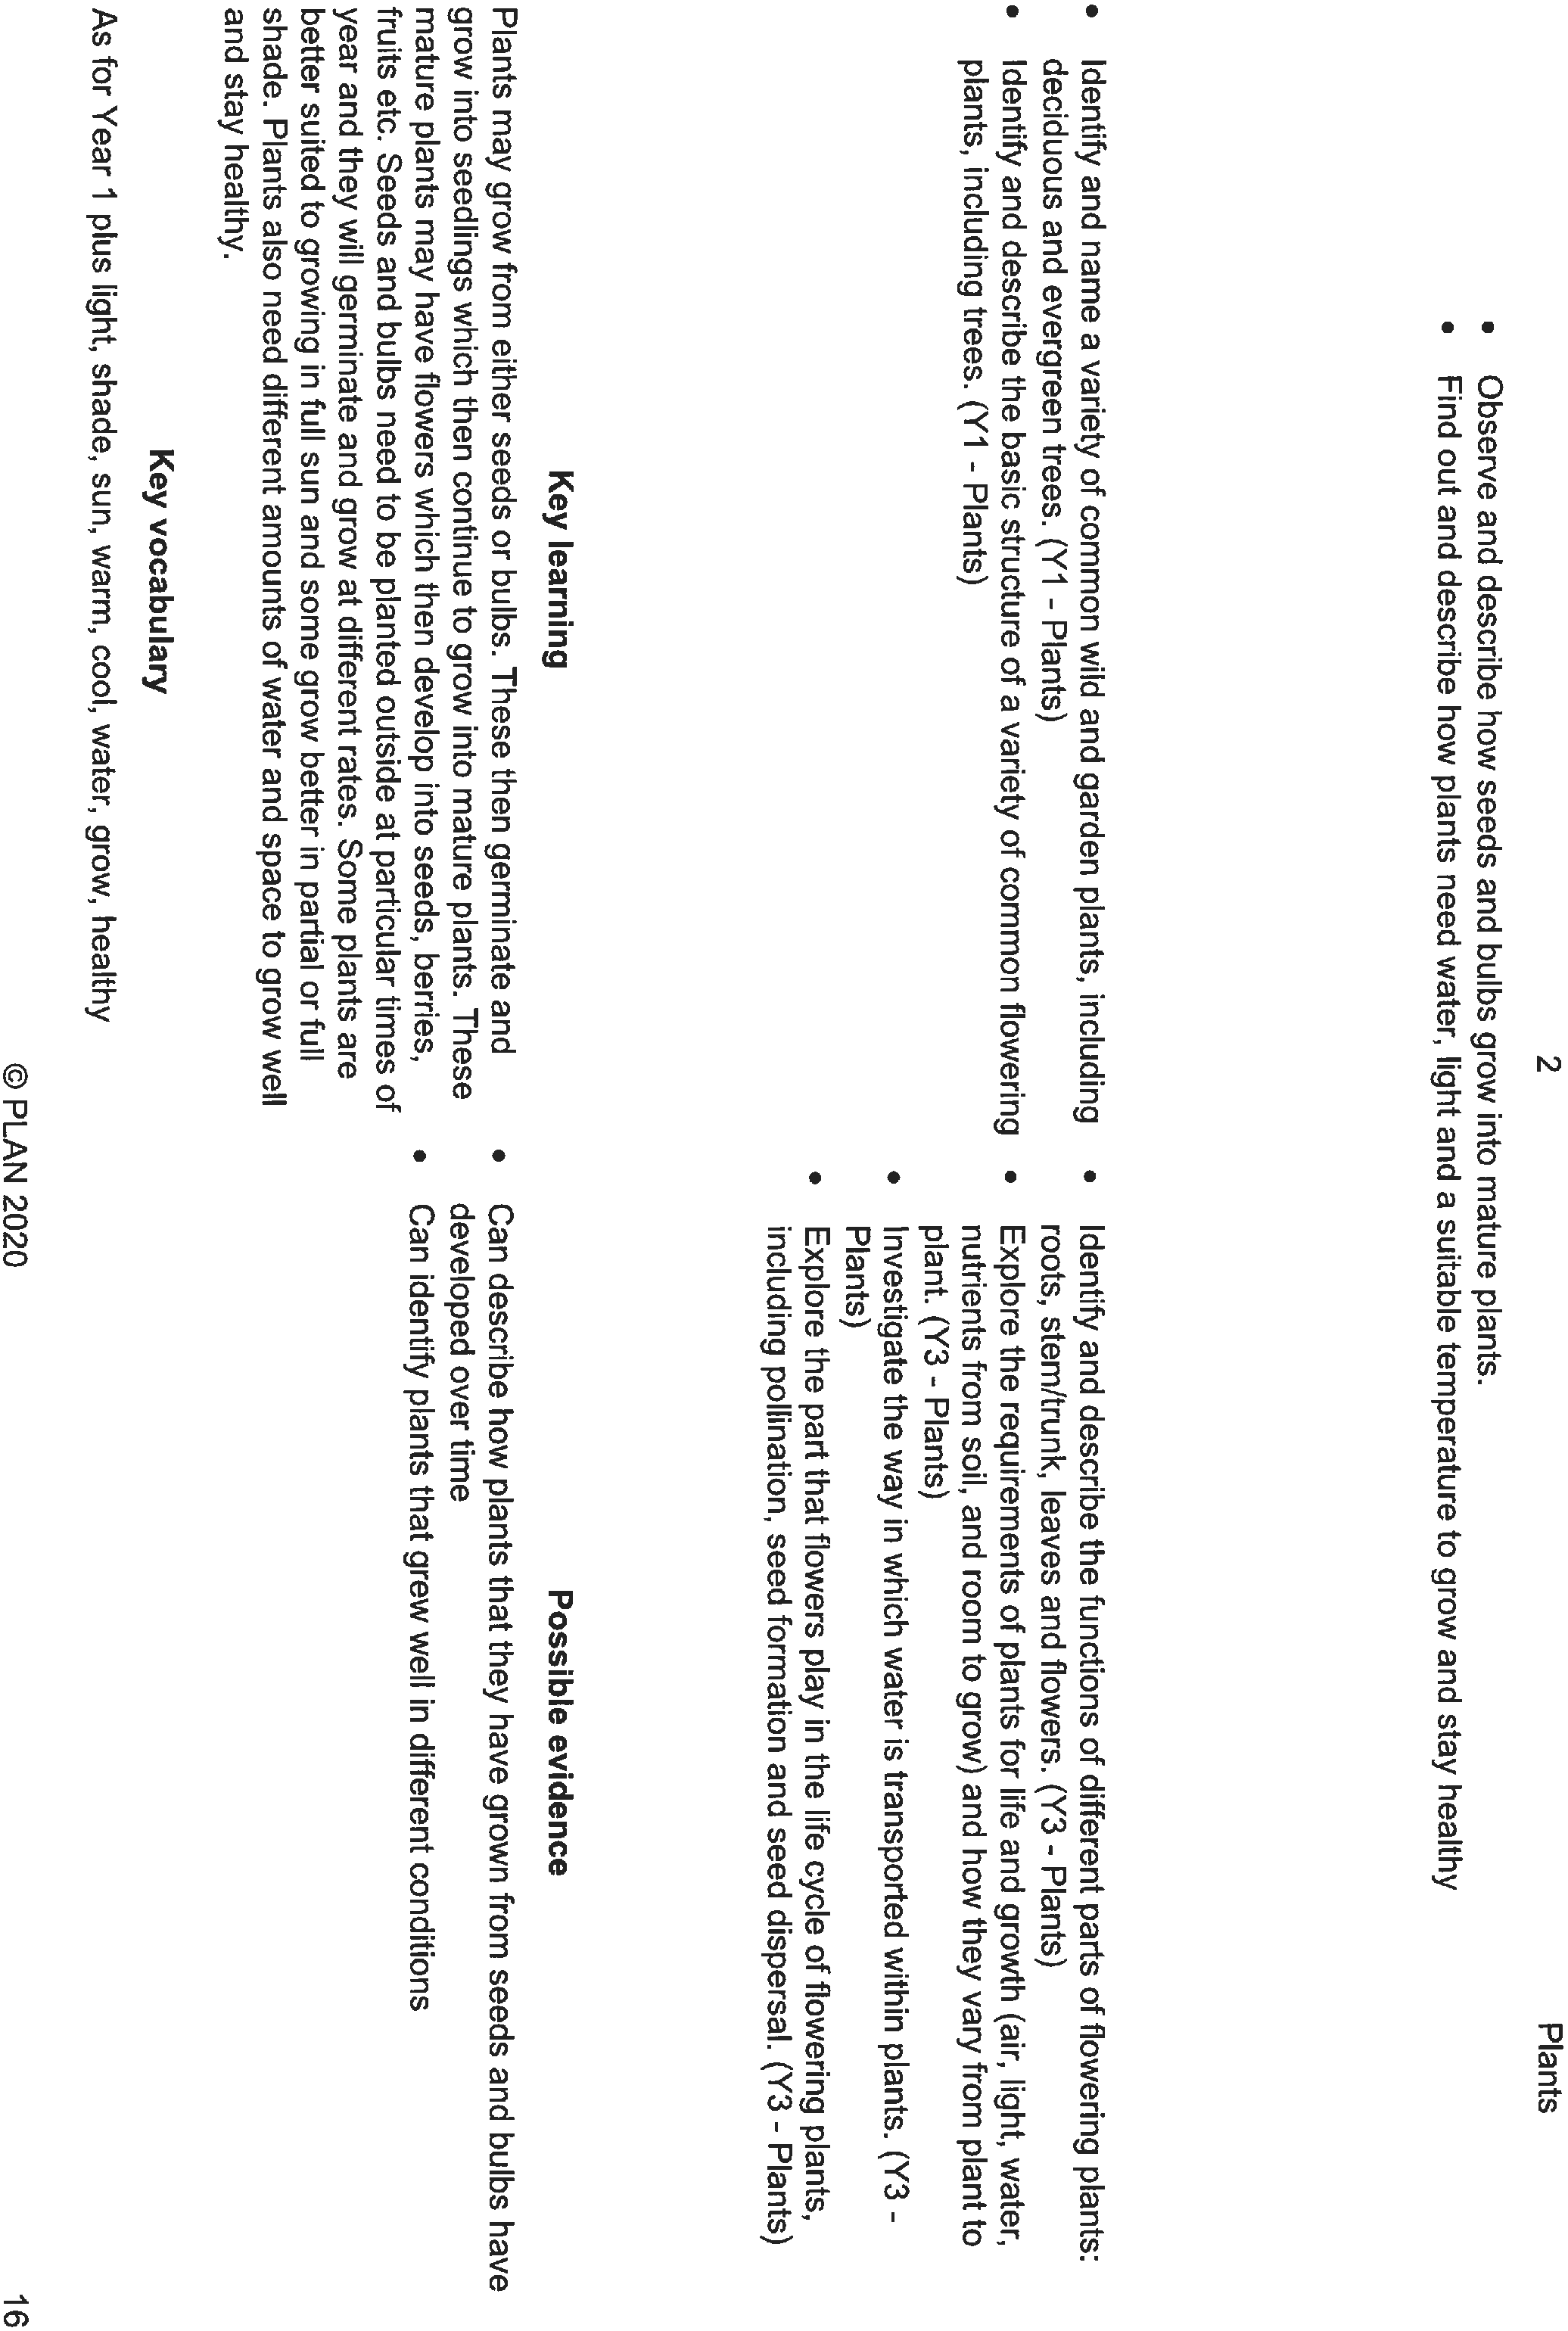 2 Plants
• Observe and describe how seeds and bulbs grow into mature plants.
• Find out and describe how plants need water, light and a suitable temperature to grow and stay healthy
• Identify and name a variety of common wild and garden plants, including
deciduous and evergreen trees. (Y1 - Plants)
• Identify and describe the basic structure of a variety of common flowering
plants, including trees. (Y1 - Plants)
• Identify and describe the functions of different parts of flowering plants:
roots, stem/trunk, leaves and flowers. (Y3 - Plants)
• Explore the requirements of plants for life and growth (air, light, water,
nutrients from soil, and room to grow) and how they vary from plant to
plant. (Y3 - Plants)
• Investigate the way in which water is transported within plants. (Y3 -
Plants)
• Explore the part that flowers play in the life cycle of flowering plants,
including pollination, seed formation and seed dispersal. (Y3 - Plants)
Key learning
Plants may grow from either seeds or bulbs. These then germinate and
grow into seedlings which then continue to grow into mature plants. These
mature plants may have flowers which then develop into seeds, berries,
fruits etc. Seeds and bulbs need to be planted outside at particular times of
year and they will germinate and grow at different rates. Some plants are
better suited to growing in full sun and some grow better in partial or full
shade. Plants also need different amounts of water and space to grow well
and stay healthy.
Key vocabulary
As for Year 1 plus light, shade, sun, warm, cool, water, grow, healthy
Possible evidence
• Can describe how plants that they have grown from seeds and bulbs have
developed over time
• Can identify plants that grew well in different conditions
© PLAN 2020
16